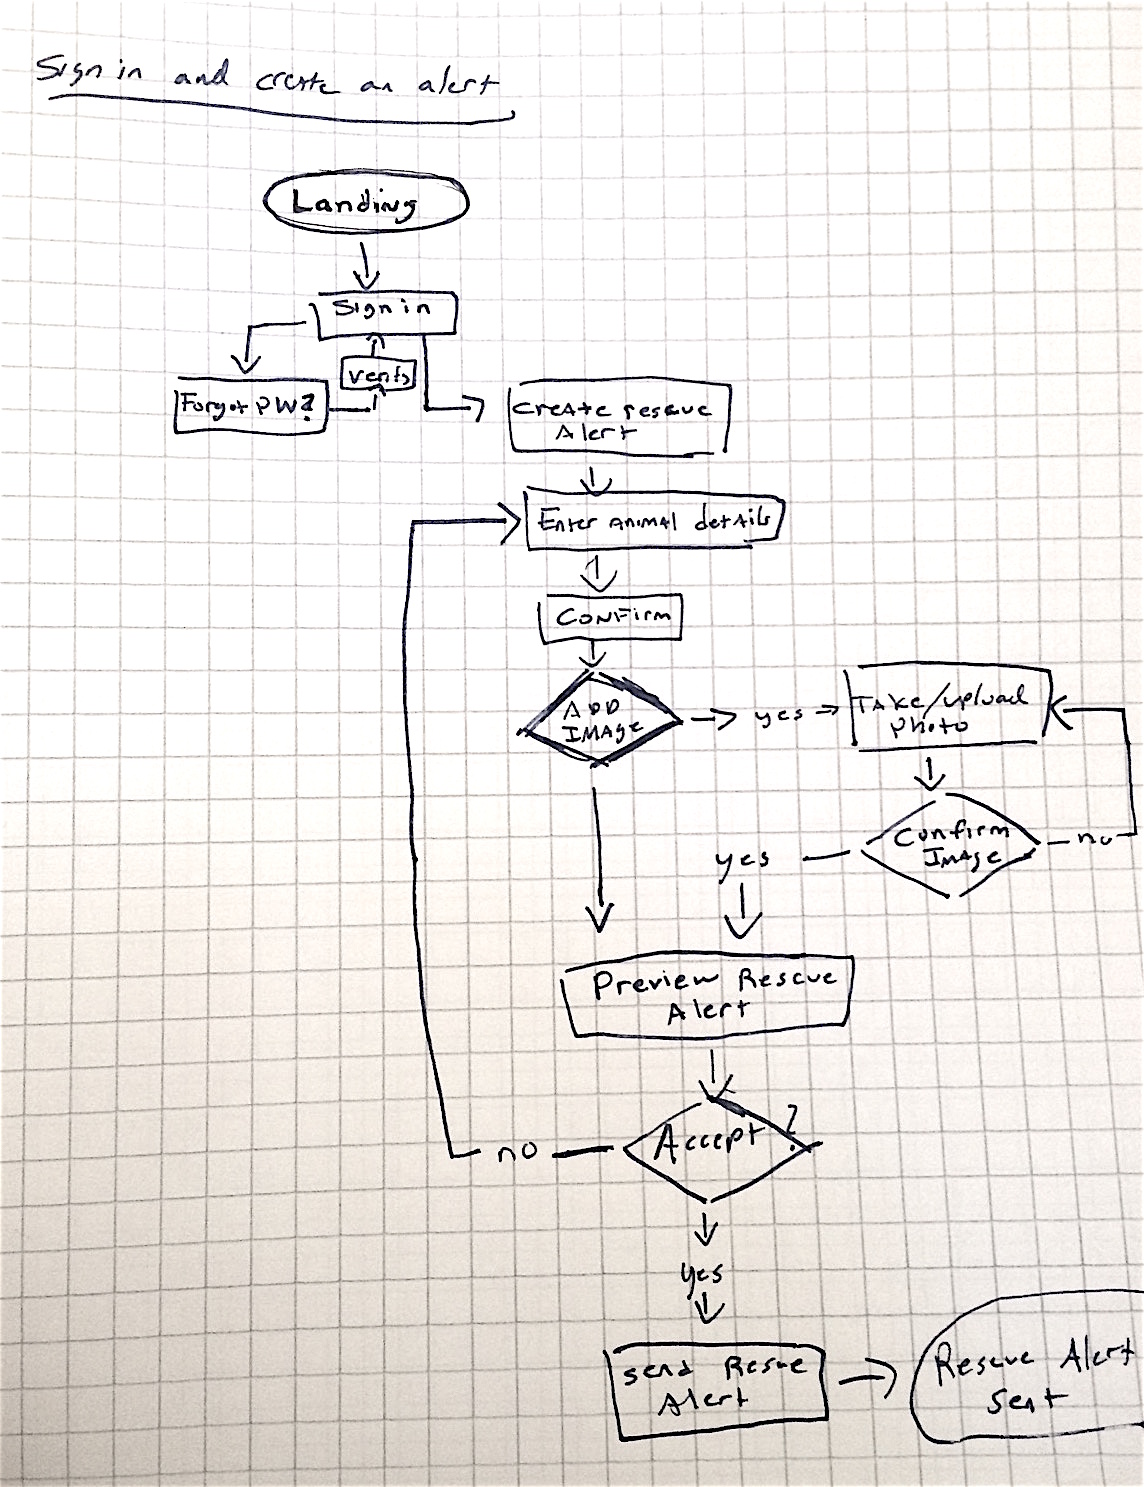 Sign in and create an alert
Landing
Sign in
Verify
Forgot PW?
Create rescue
Alert
Enter animal details
Confirm
ADD
IMAGE
yes
Take/upload
Photo
Confirm
Image
no
yes
Preview Rescue
Alert
Accept?
no
yes
Send Rescue
Alert
Rescue Alert
Sent